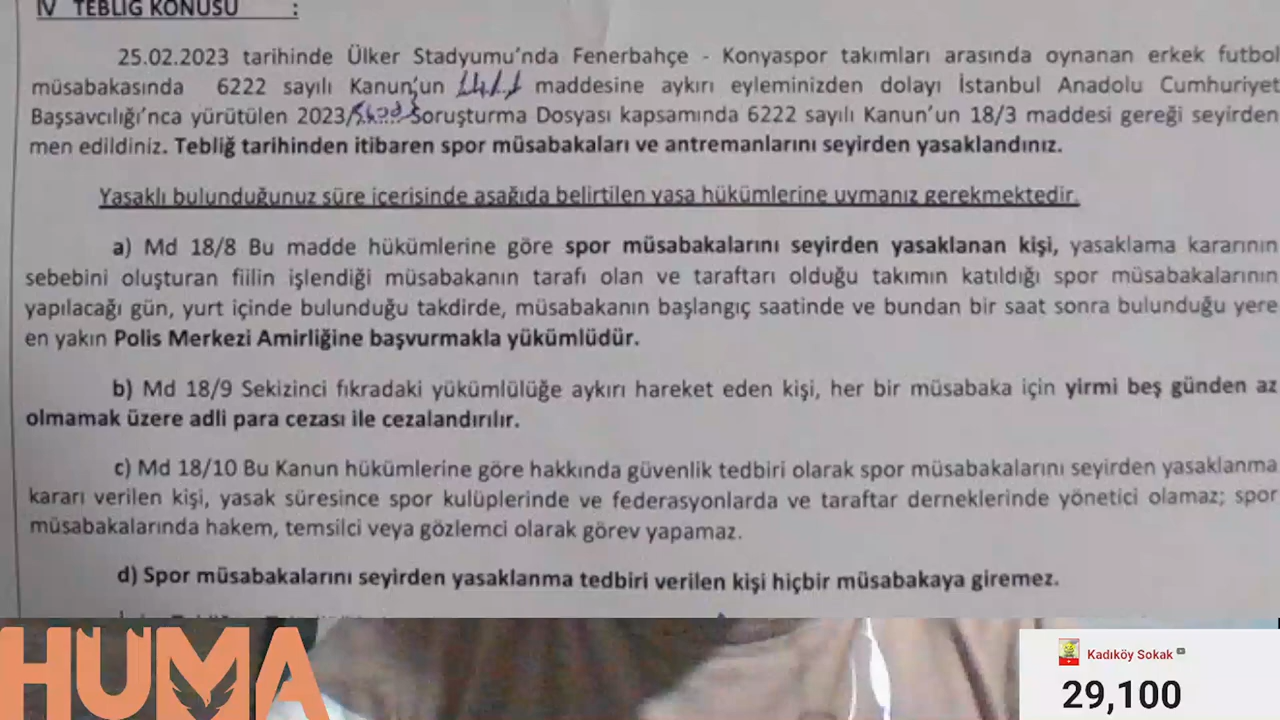 IV TEBLİĞ KONUSU :
25.02.2023 tarihinde Ülker Stadyumu'nda Fenerbahçe - Konyaspor takımları arasında oynanan erkek futbol
müsabakasında 6222 sayılı Kanun'un maddesine aykırı eyleminizden dolayı İstanbul Anadolu Cumhuriyet
Başsavcılığı'nca yürütülen 2023/ Soruşturma Dosyası kapsamında 6222 sayılı Kanun'un 18/3 maddesi gereği seyirden
men edildiniz. Tebliğ tarihinden itibaren spor müsabakaları ve antremanlarını seyirden yasaklandınız.
Yasaklı bulunduğunuz süre içerisinde aşağıda belirtilen yasa hükümlerine uymanız gerekmektedir.
a) Md 18/8 Bu madde hükümlerine göre spor müsabakalarını seyirden yasaklanan kişi, yasaklama kararının
sebebini oluşturan fiilin işlendiği müsabakanın tarafı olan ve taraftarı olduğu takımın katıldığı spor müsabakalarının
yapılacağı gün, yurt içinde bulunduğu takdirde, müsabakanın başlangıç saatinde ve bundan bir saat sonra bulunduğu yere
en yakın Polis Merkezi Amirliğine başvurmakla yükümlüdür.
b) Md 18/9 Sekizinci fıkradaki yükümlülüğe aykırı hareket eden kişi, her bir müsabaka için yirmi beş günden az
olmamak üzere adli para cezası ile cezalandırılır.
c) Md 18/10 Bu Kanun hükümlerine göre hakkında güvenlik tedbiri olarak spor müsabakalarını seyirden yasaklanma
kararı verilen kişi, yasak süresince spor kulüplerinde ve federasyonlarda ve taraftar derneklerinde yönetici olamaz; spor
müsabakalarında hakem, temsilci veya gözlemci olarak görev yapamaz.
d) Spor müsabakalarını seyirden yasaklanma tedbiri verilen kişi hiçbir müsabakaya giremez.
HUMA
Kadıköy Sokak
29,100